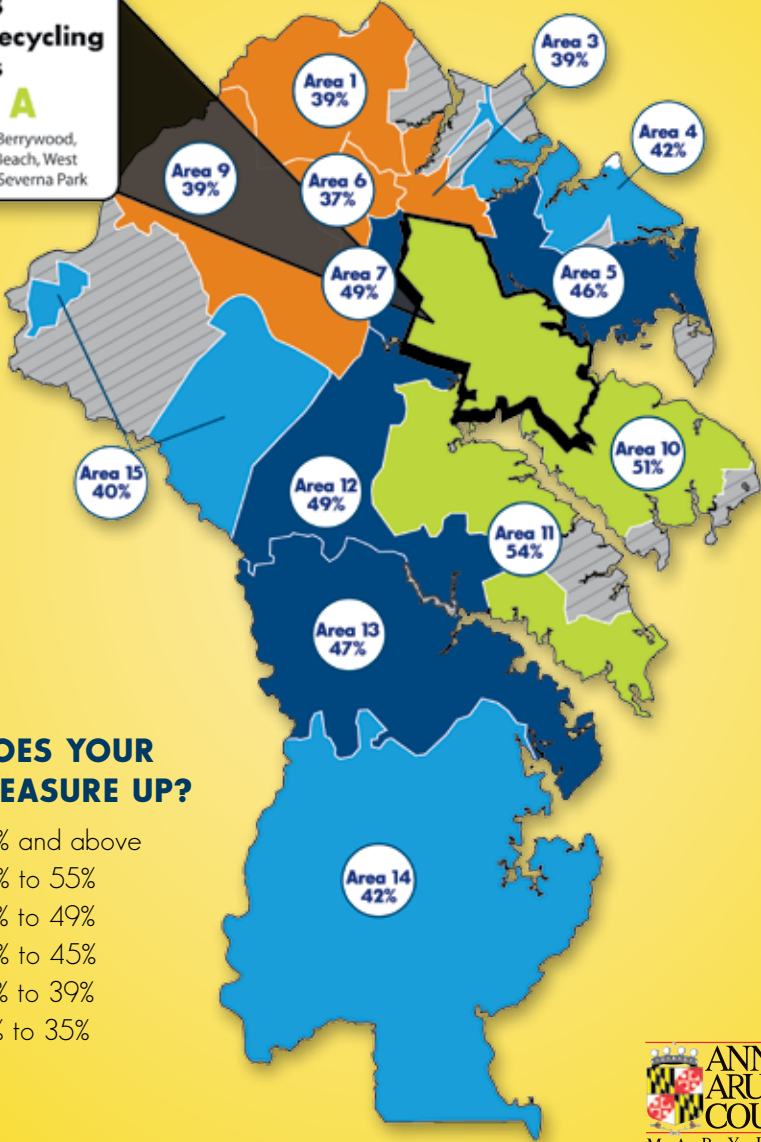 ecycling
A
Berrywood,
Beach, West
Severna Park
Area 1
39%
Area 3
39%
Area 4
42%
Area 9
39%
Area 6
37%
Area 7
49%
Area 5
46%
Area 10
51%
Area 15
40%
Area 12
49%
Area 11
54%
Area 13
47%
Area 14
42%
OES YOUR
EASURE UP?
% and above
% to 55%
% to 49%
% to 45%
% to 39%
% to 35%
ANN
ARU
COU